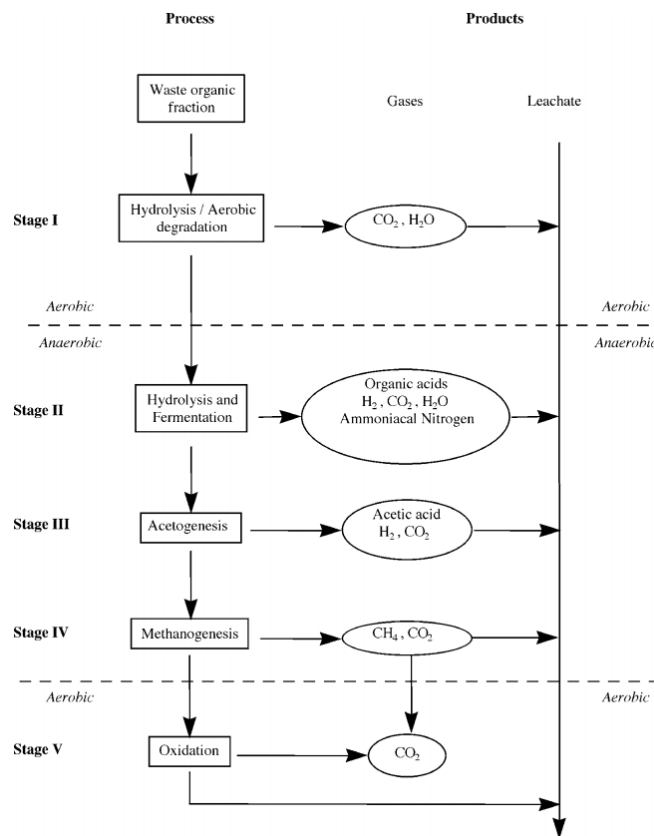 Process
Products
Waste organic
fraction
Gases
Leachate
Stage I
Hydrolysis / Aerobic
degradation
CO₂ , H₂O
Aerobic
Aerobic
Anaerobic
Anaerobic
Stage II
Hydrolysis and
Fermentation
Organic acids
H₂ , CO₂ , H₂O
Ammoniacal Nitrogen
Stage III
Acetogenesis
Acetic acid
H₂ , CO₂
Stage IV
Methanogenesis
CH₄ , CO₂
Aerobic
Aerobic
Stage V
Oxidation
CO₂